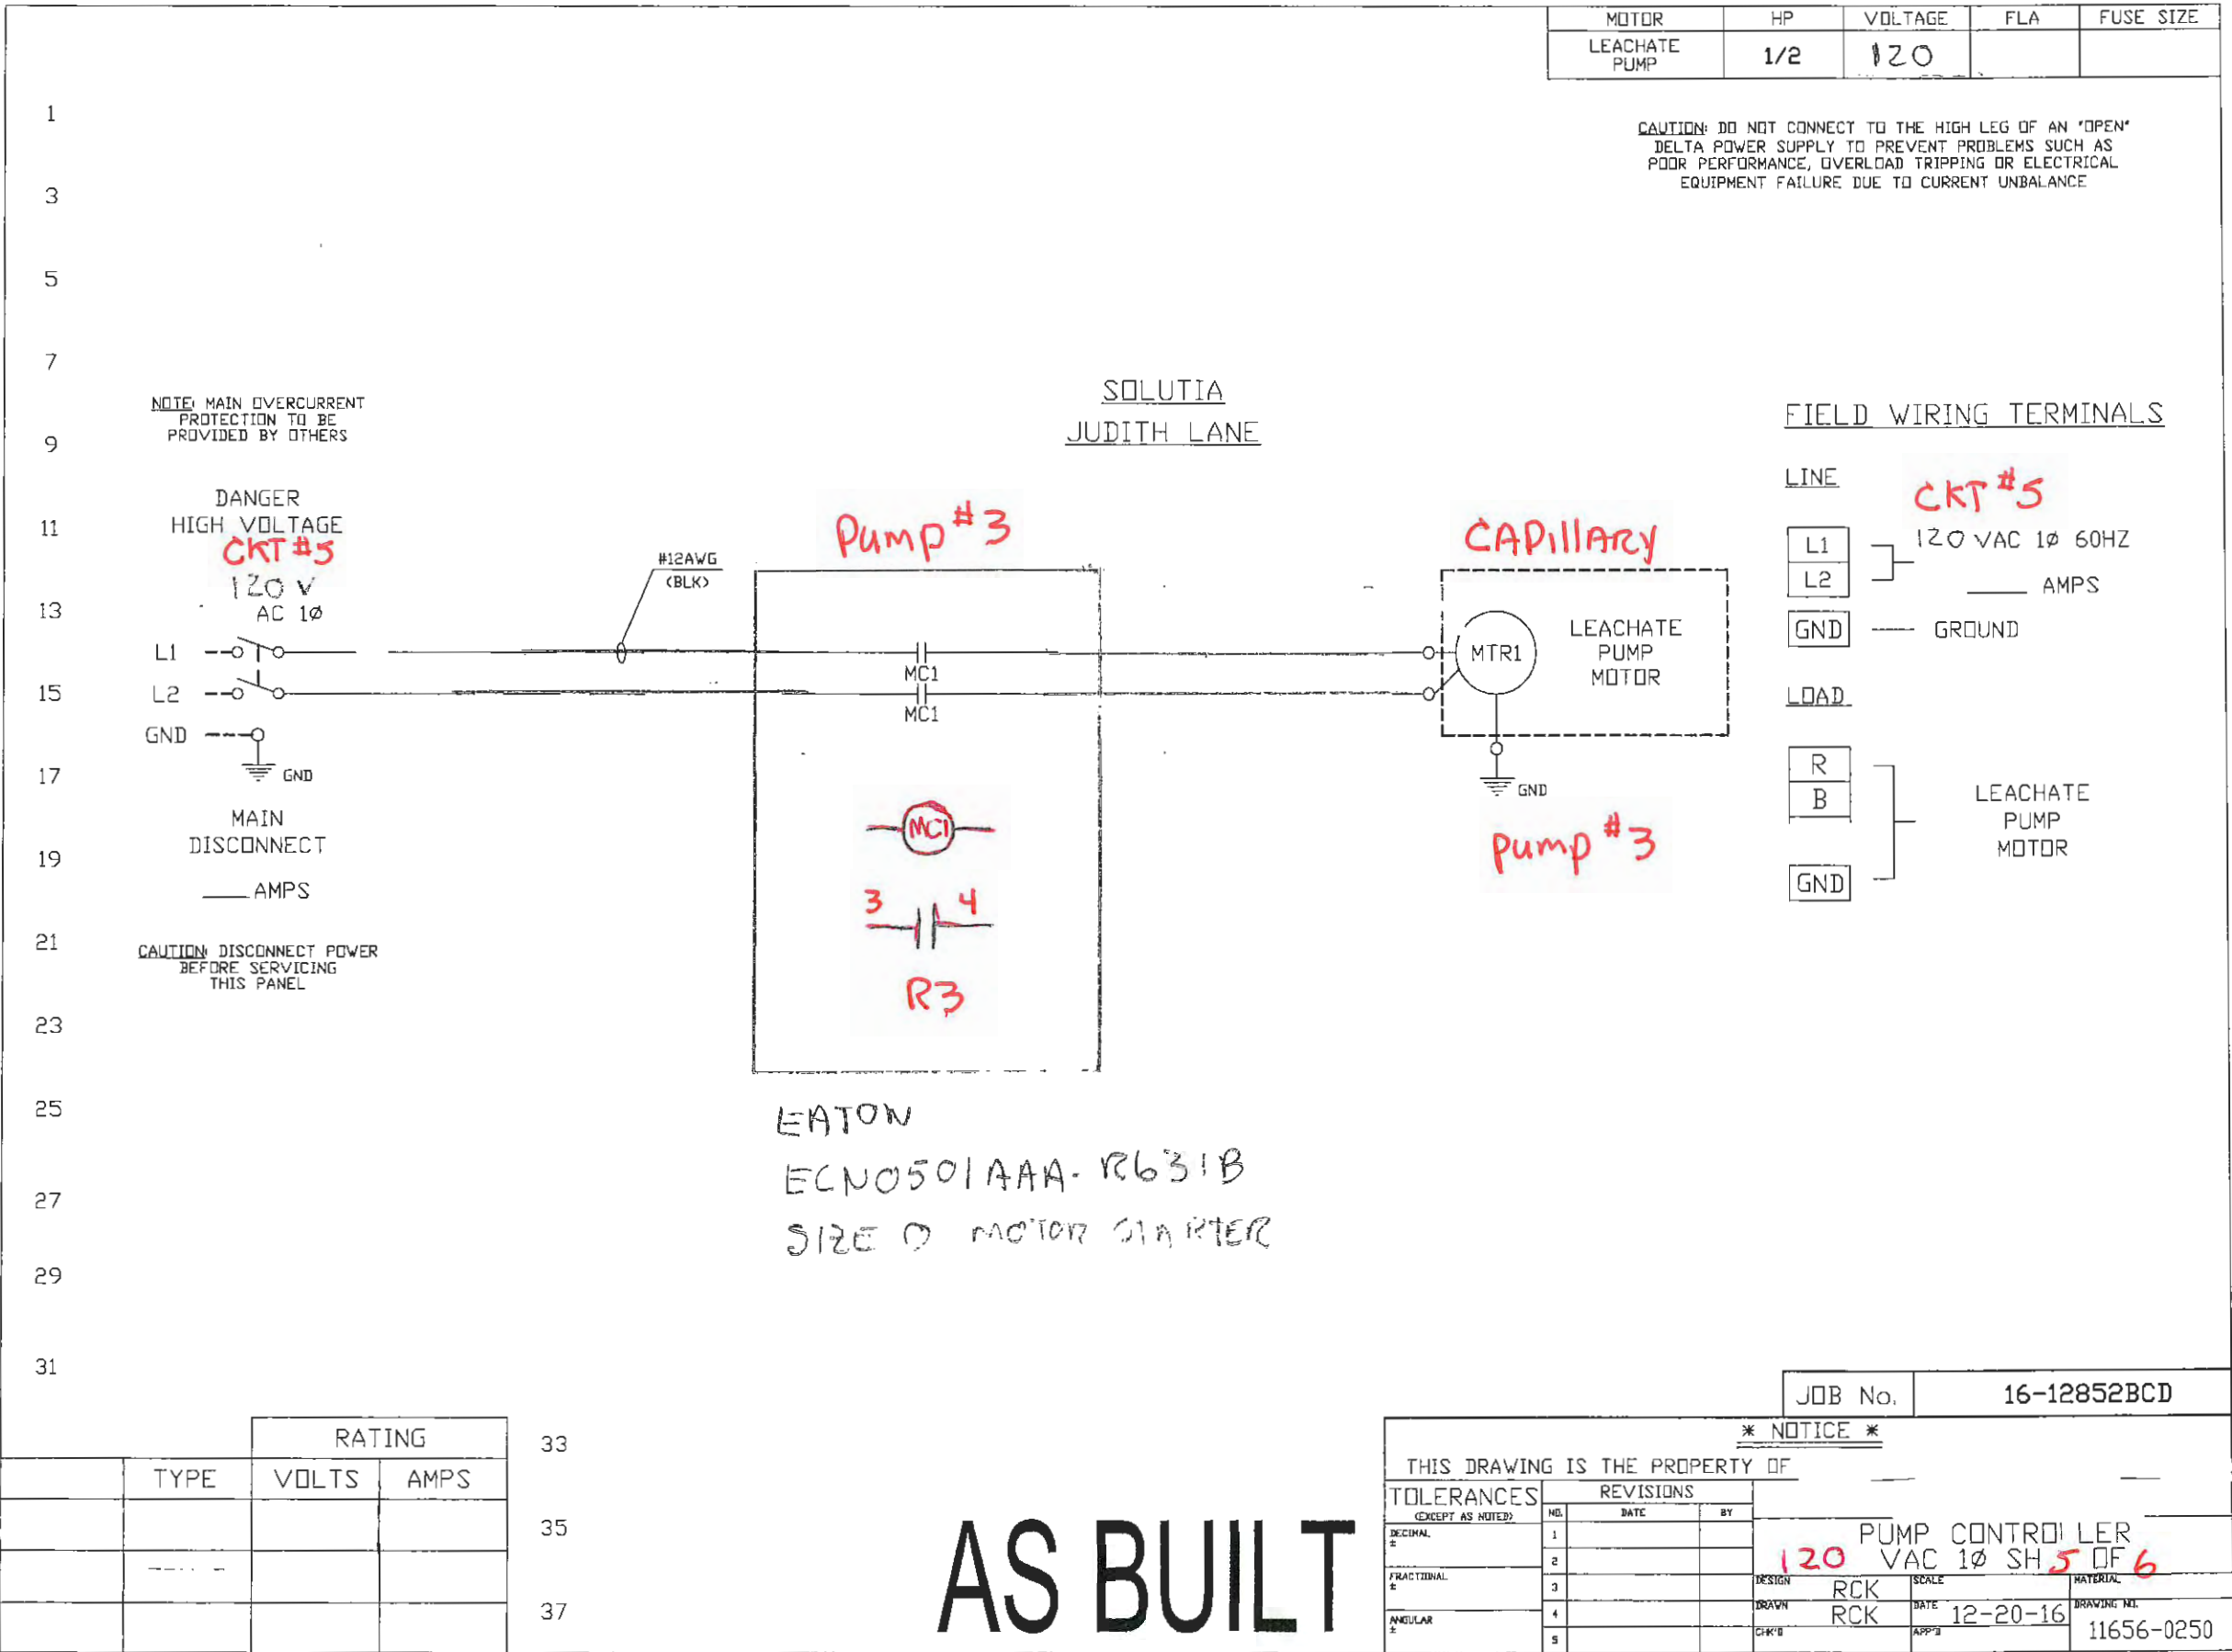 MOTOR HP VOLTAGE FLA FUSE SIZE
LEACHATE PUMP 1/2 120
CAUTION: DO NOT CONNECT TO THE HIGH LEG OF AN "OPEN"
DELTA POWER SUPPLY TO PREVENT PROBLEMS SUCH AS
POOR PERFORMANCE, OVERLOAD TRIPPING OR ELECTRICAL
EQUIPMENT FAILURE DUE TO CURRENT UNBALANCE
1
3
5
7
9
11
13
15
17
19
21
23
25
27
29
31
33
35
37
NOTE: MAIN OVERCURRENT
PROTECTION TO BE
PROVIDED BY OTHERS
DANGER
HIGH VOLTAGE
CKT #5
120 V
AC 1Ø
L1
L2
GND
GND
MAIN
DISCONNECT
AMPS
CAUTION: DISCONNECT POWER
BEFORE SERVICING
THIS PANEL
#12AWG
(BLK)
SOLUTIA
JUDITH LANE
Pump #3
MC1
MC1
MC1
3 4
R3
EATON
ECN0501AAA-R631B
SIZE 0 MOTOR STARTER
CAPillARy
MTR1
LEACHATE
PUMP
MOTOR
GND
pump #3
FIELD WIRING TERMINALS
LINE
CKT #5
L1
L2
120 VAC 1Ø 60HZ
AMPS
GND GROUND
LOAD
R
B
GND
LEACHATE
PUMP
MOTOR
RATING
TYPE VOLTS AMPS
AS BUILT
JOB No. 16-12852BCD
* NOTICE *
THIS DRAWING IS THE PROPERTY OF
TOLERANCES
(EXCEPT AS NOTED)
DECIMAL
±
FRACTIONAL
±
ANGULAR
±
REVISIONS
NO. DATE BY
1
2
3
4
5
PUMP CONTROLLER
120 VAC 1Ø SH 5 OF 6
DESIGN RCK SCALE MATERIAL
DRAWN RCK DATE 12-20-16 DRAWING NO.
CHK'D APP'D 11656-0250